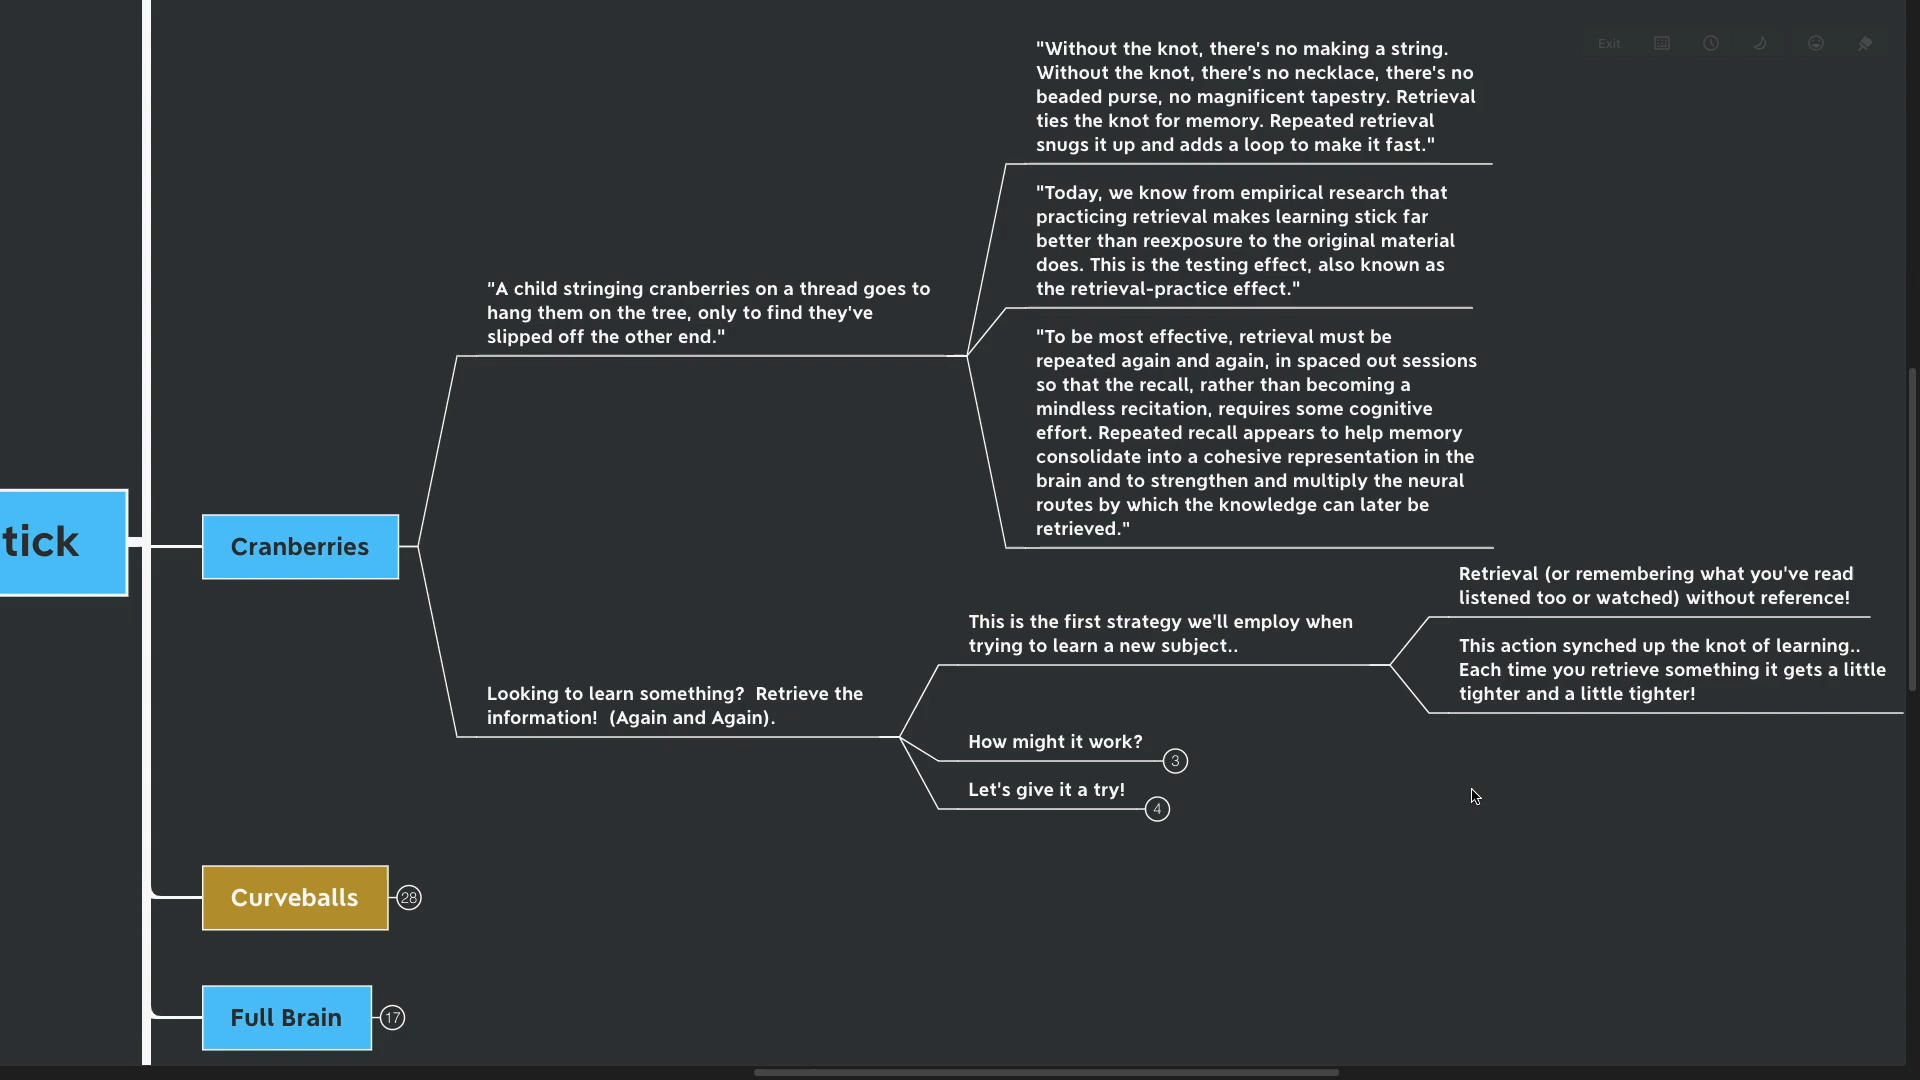 Exit
"Without the knot, there's no making a string.
Without the knot, there's no necklace, there's no
beaded purse, no magnificent tapestry. Retrieval
ties the knot for memory. Repeated retrieval
snugs it up and adds a loop to make it fast."
"Today, we know from empirical research that
practicing retrieval makes learning stick far
better than reexposure to the original material
does. This is the testing effect, also known as
the retrieval-practice effect."
"A child stringing cranberries on a thread goes to
hang them on the tree, only to find they've
slipped off the other end."
"To be most effective, retrieval must be
repeated again and again, in spaced out sessions
so that the recall, rather than becoming a
mindless recitation, requires some cognitive
effort. Repeated recall appears to help memory
consolidate into a cohesive representation in the
brain and to strengthen and multiply the neural
routes by which the knowledge can later be
retrieved."
tick
Cranberries
Retrieval (or remembering what you've read
listened too or watched) without reference!
This is the first strategy we'll employ when
trying to learn a new subject..
This action synched up the knot of learning..
Each time you retrieve something it gets a little
tighter and a little tighter!
Looking to learn something?  Retrieve the
information!  (Again and Again).
How might it work?
3
Let's give it a try!
4
Curveballs
28
Full Brain
17